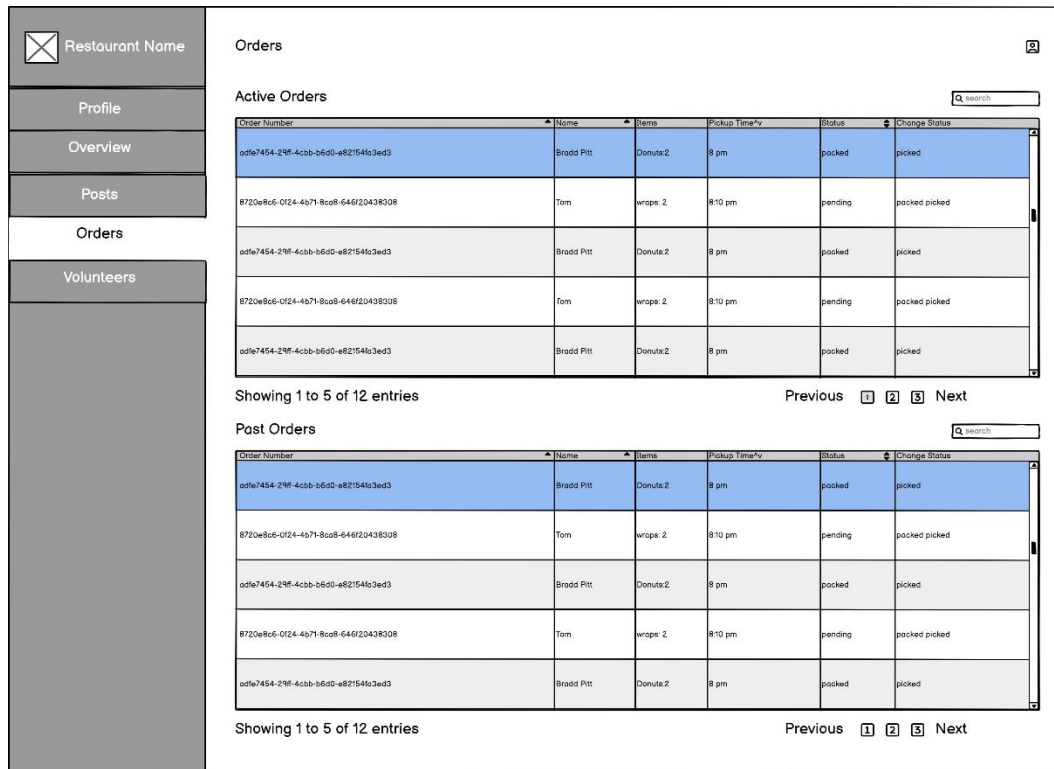 Restaurant Name
Profile
Overview
Posts
Orders
Volunteers
Orders
Active Orders
search
Order Number Name Items Pickup Time^v Status Change Status
adfe7454-29ff-4cbb-b6d0-e82154fa3ed3 Bradd Pitt Donuts:2 8 pm packed picked
8720e8c6-0f24-4b71-8ca8-646f20438308 Tom wraps: 2 8:10 pm pending packed picked
adfe7454-29ff-4cbb-b6d0-e82154fa3ed3 Bradd Pitt Donuts:2 8 pm packed picked
8720e8c6-0f24-4b71-8ca8-646f20438308 Tom wraps: 2 8:10 pm pending packed picked
adfe7454-29ff-4cbb-b6d0-e82154fa3ed3 Bradd Pitt Donuts:2 8 pm packed picked
Showing 1 to 5 of 12 entries
Previous 1 2 3 Next
Past Orders
search
Order Number Name Items Pickup Time^v Status Change Status
adfe7454-29ff-4cbb-b6d0-e82154fa3ed3 Bradd Pitt Donuts:2 8 pm packed picked
8720e8c6-0f24-4b71-8ca8-646f20438308 Tom wraps: 2 8:10 pm pending packed picked
adfe7454-29ff-4cbb-b6d0-e82154fa3ed3 Bradd Pitt Donuts:2 8 pm packed picked
8720e8c6-0f24-4b71-8ca8-646f20438308 Tom wraps: 2 8:10 pm pending packed picked
adfe7454-29ff-4cbb-b6d0-e82154fa3ed3 Bradd Pitt Donuts:2 8 pm packed picked
Showing 1 to 5 of 12 entries
Previous 1 2 3 Next